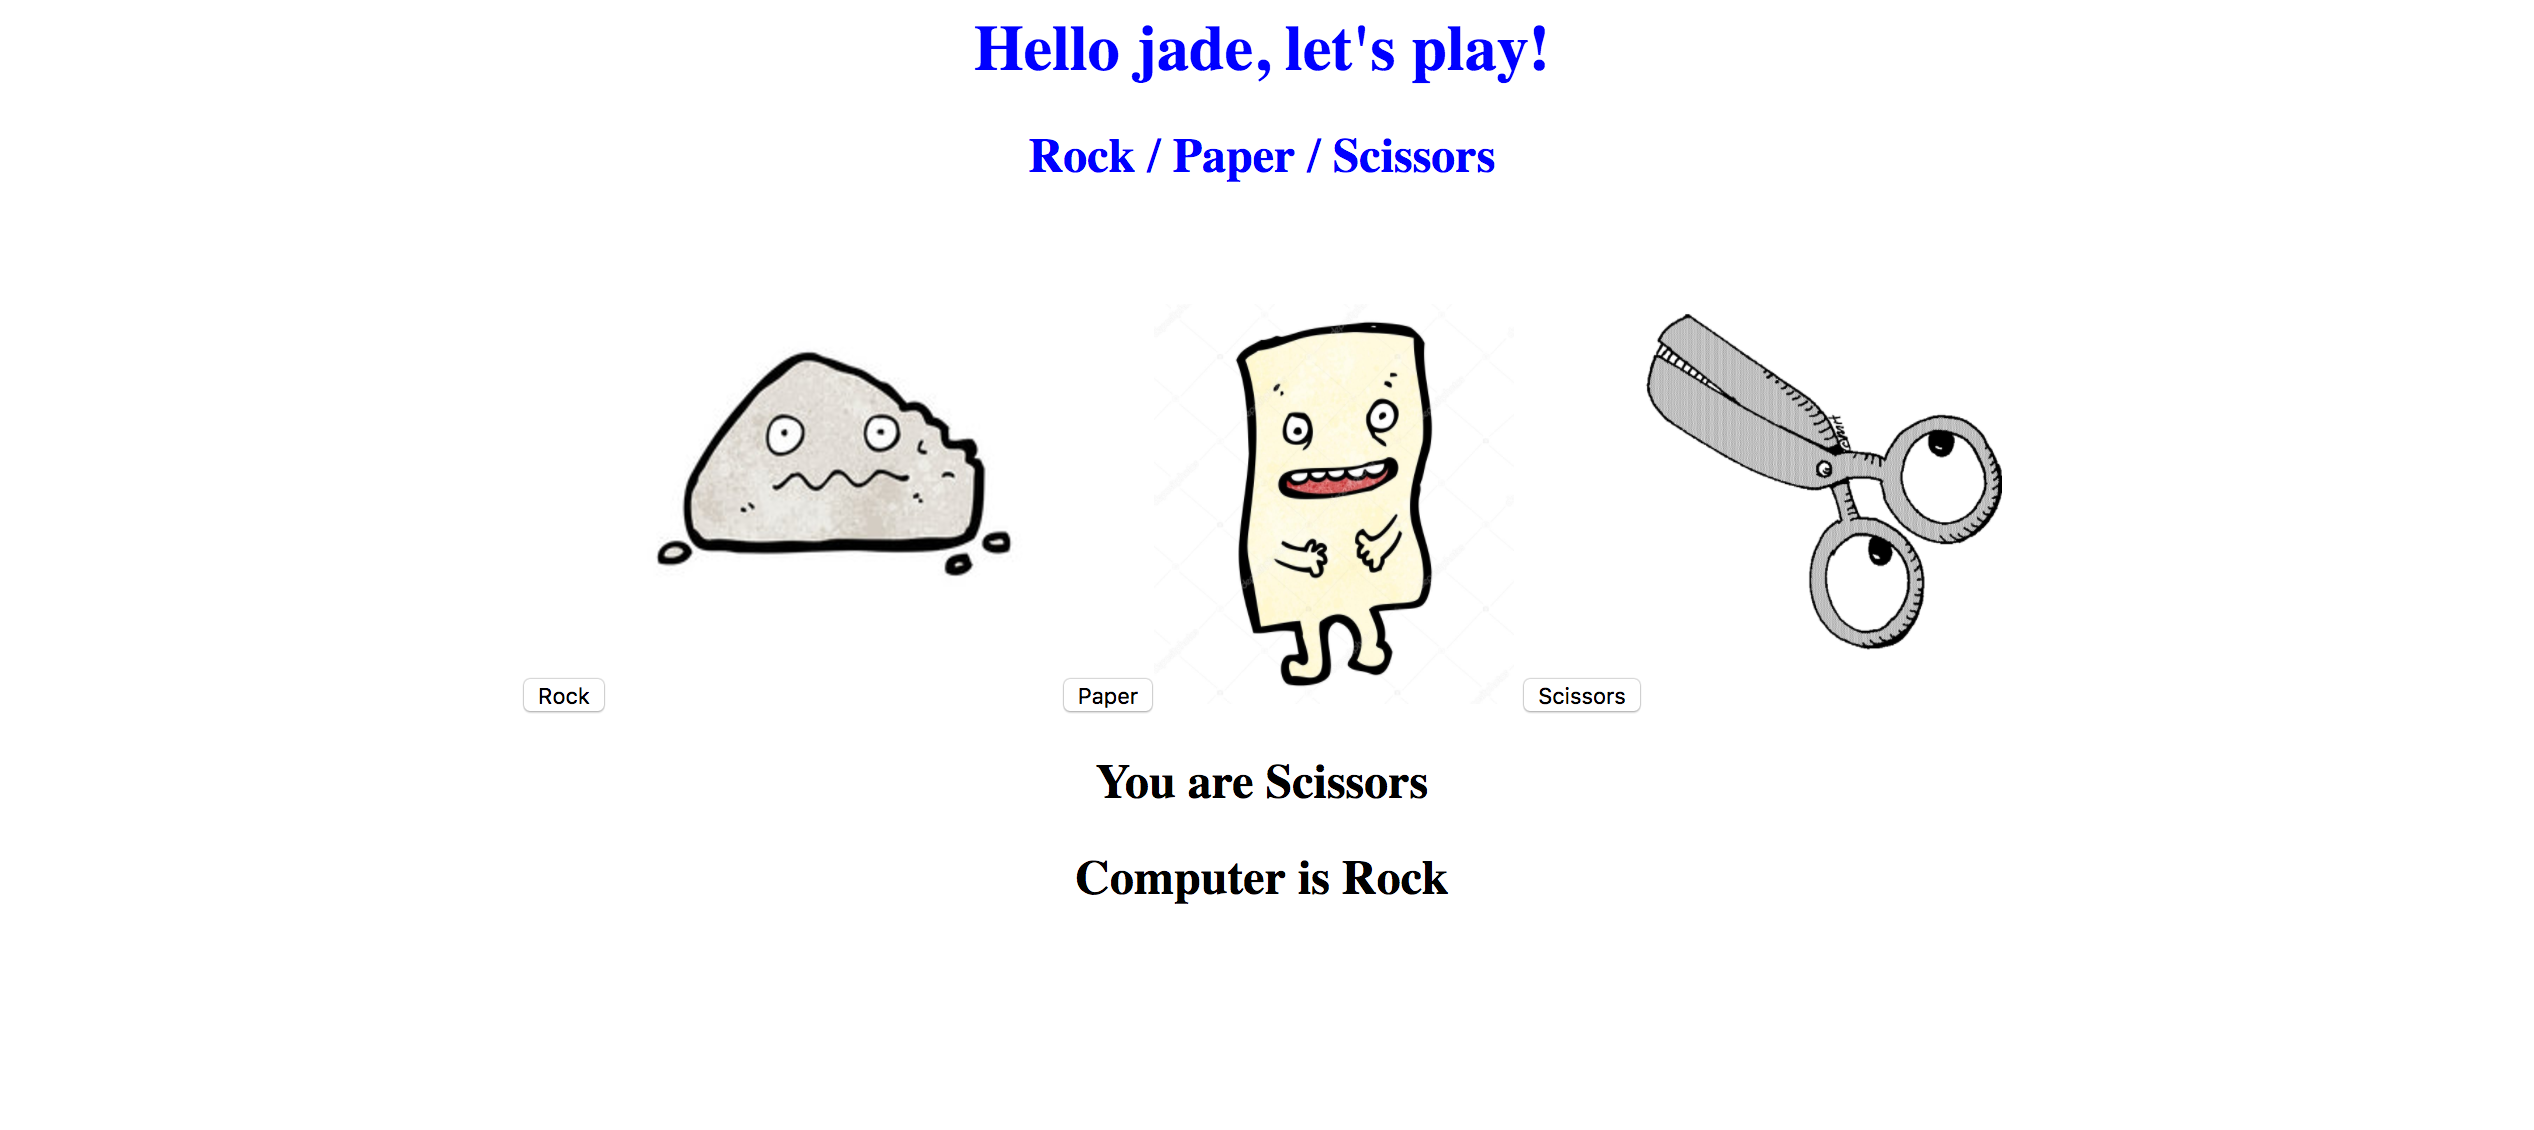 Hello jade, let's play!
Rock / Paper / Scissors
Rock
Paper
Scissors
You are Scissors
Computer is Rock